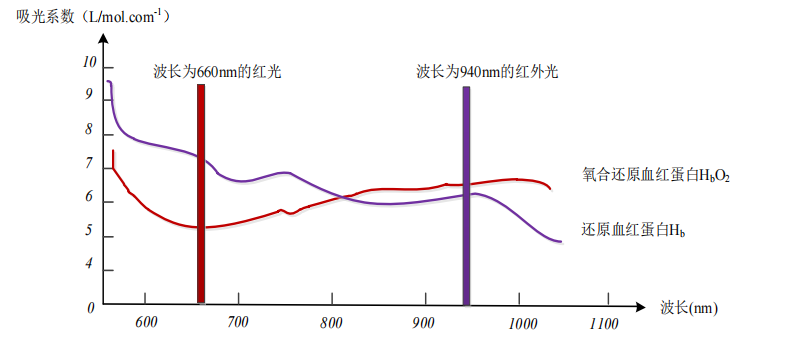 吸光系数（L/mol.com⁻¹）
波长为660nm的红光
波长为940nm的红外光
10
9
8
7
6
5
4
0
氧合还原血红蛋白HbO2
还原血红蛋白Hb
600
700
800
900
1000
1100
波长(nm)